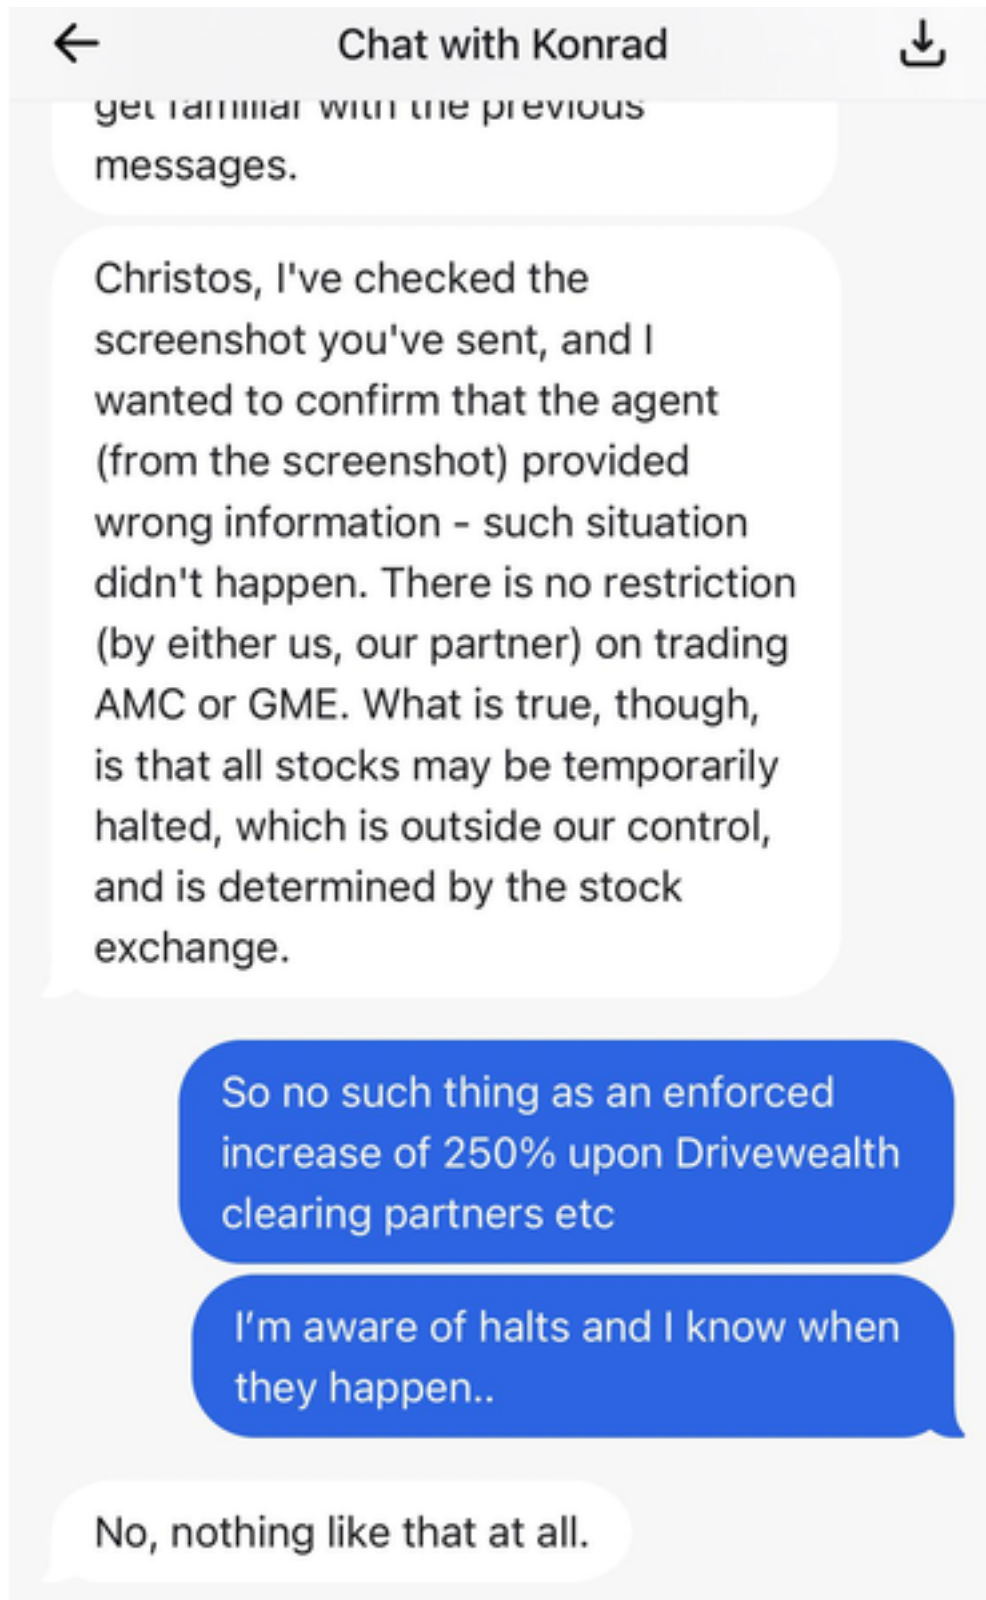 Chat with Konrad
get familiar with the previous
messages.
Christos, I've checked the
screenshot you've sent, and I
wanted to confirm that the agent
(from the screenshot) provided
wrong information - such situation
didn't happen. There is no restriction
(by either us, our partner) on trading
AMC or GME. What is true, though,
is that all stocks may be temporarily
halted, which is outside our control,
and is determined by the stock
exchange.
So no such thing as an enforced
increase of 250% upon Drivewealth
clearing partners etc
I’m aware of halts and I know when
they happen..
No, nothing like that at all.